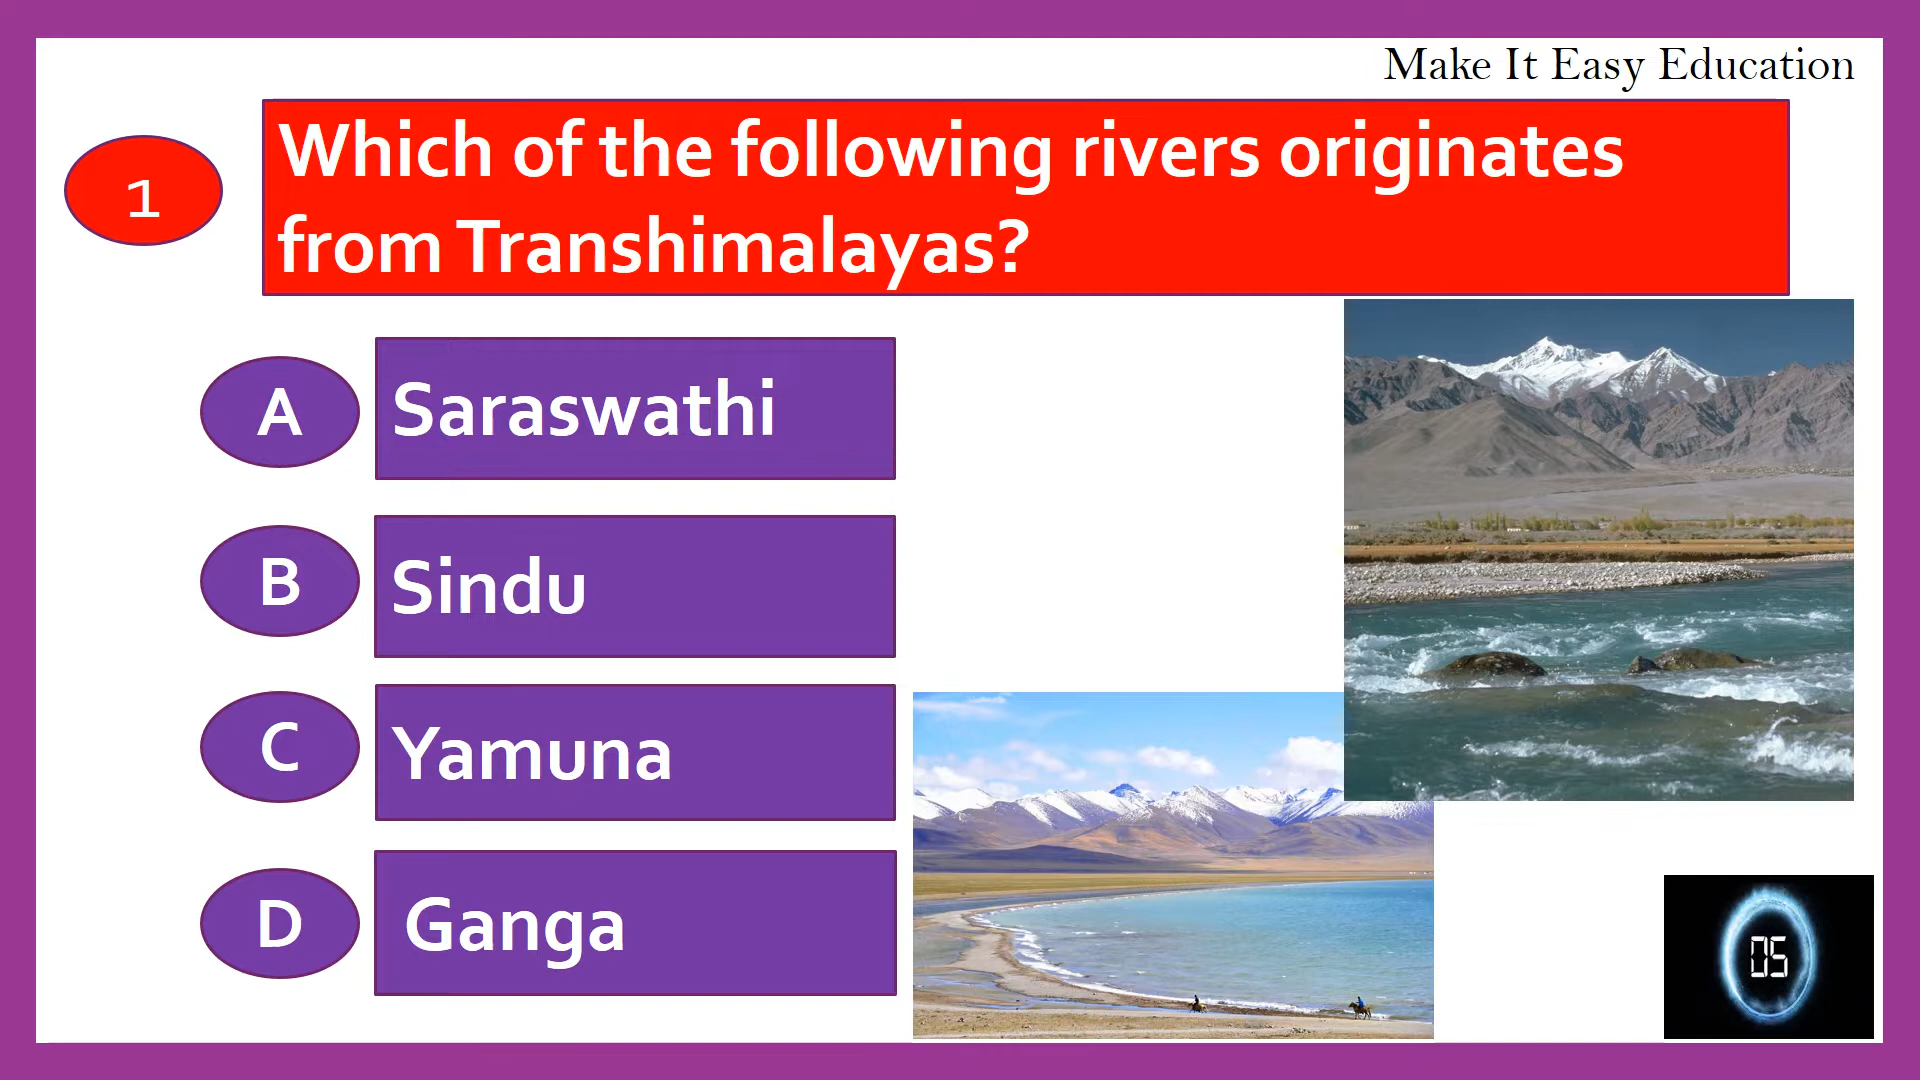 Make It Easy Education
1
Which of the following rivers originates
from Transhimalayas?
A
Saraswathi
B
Sindu
C
Yamuna
D
Ganga
05